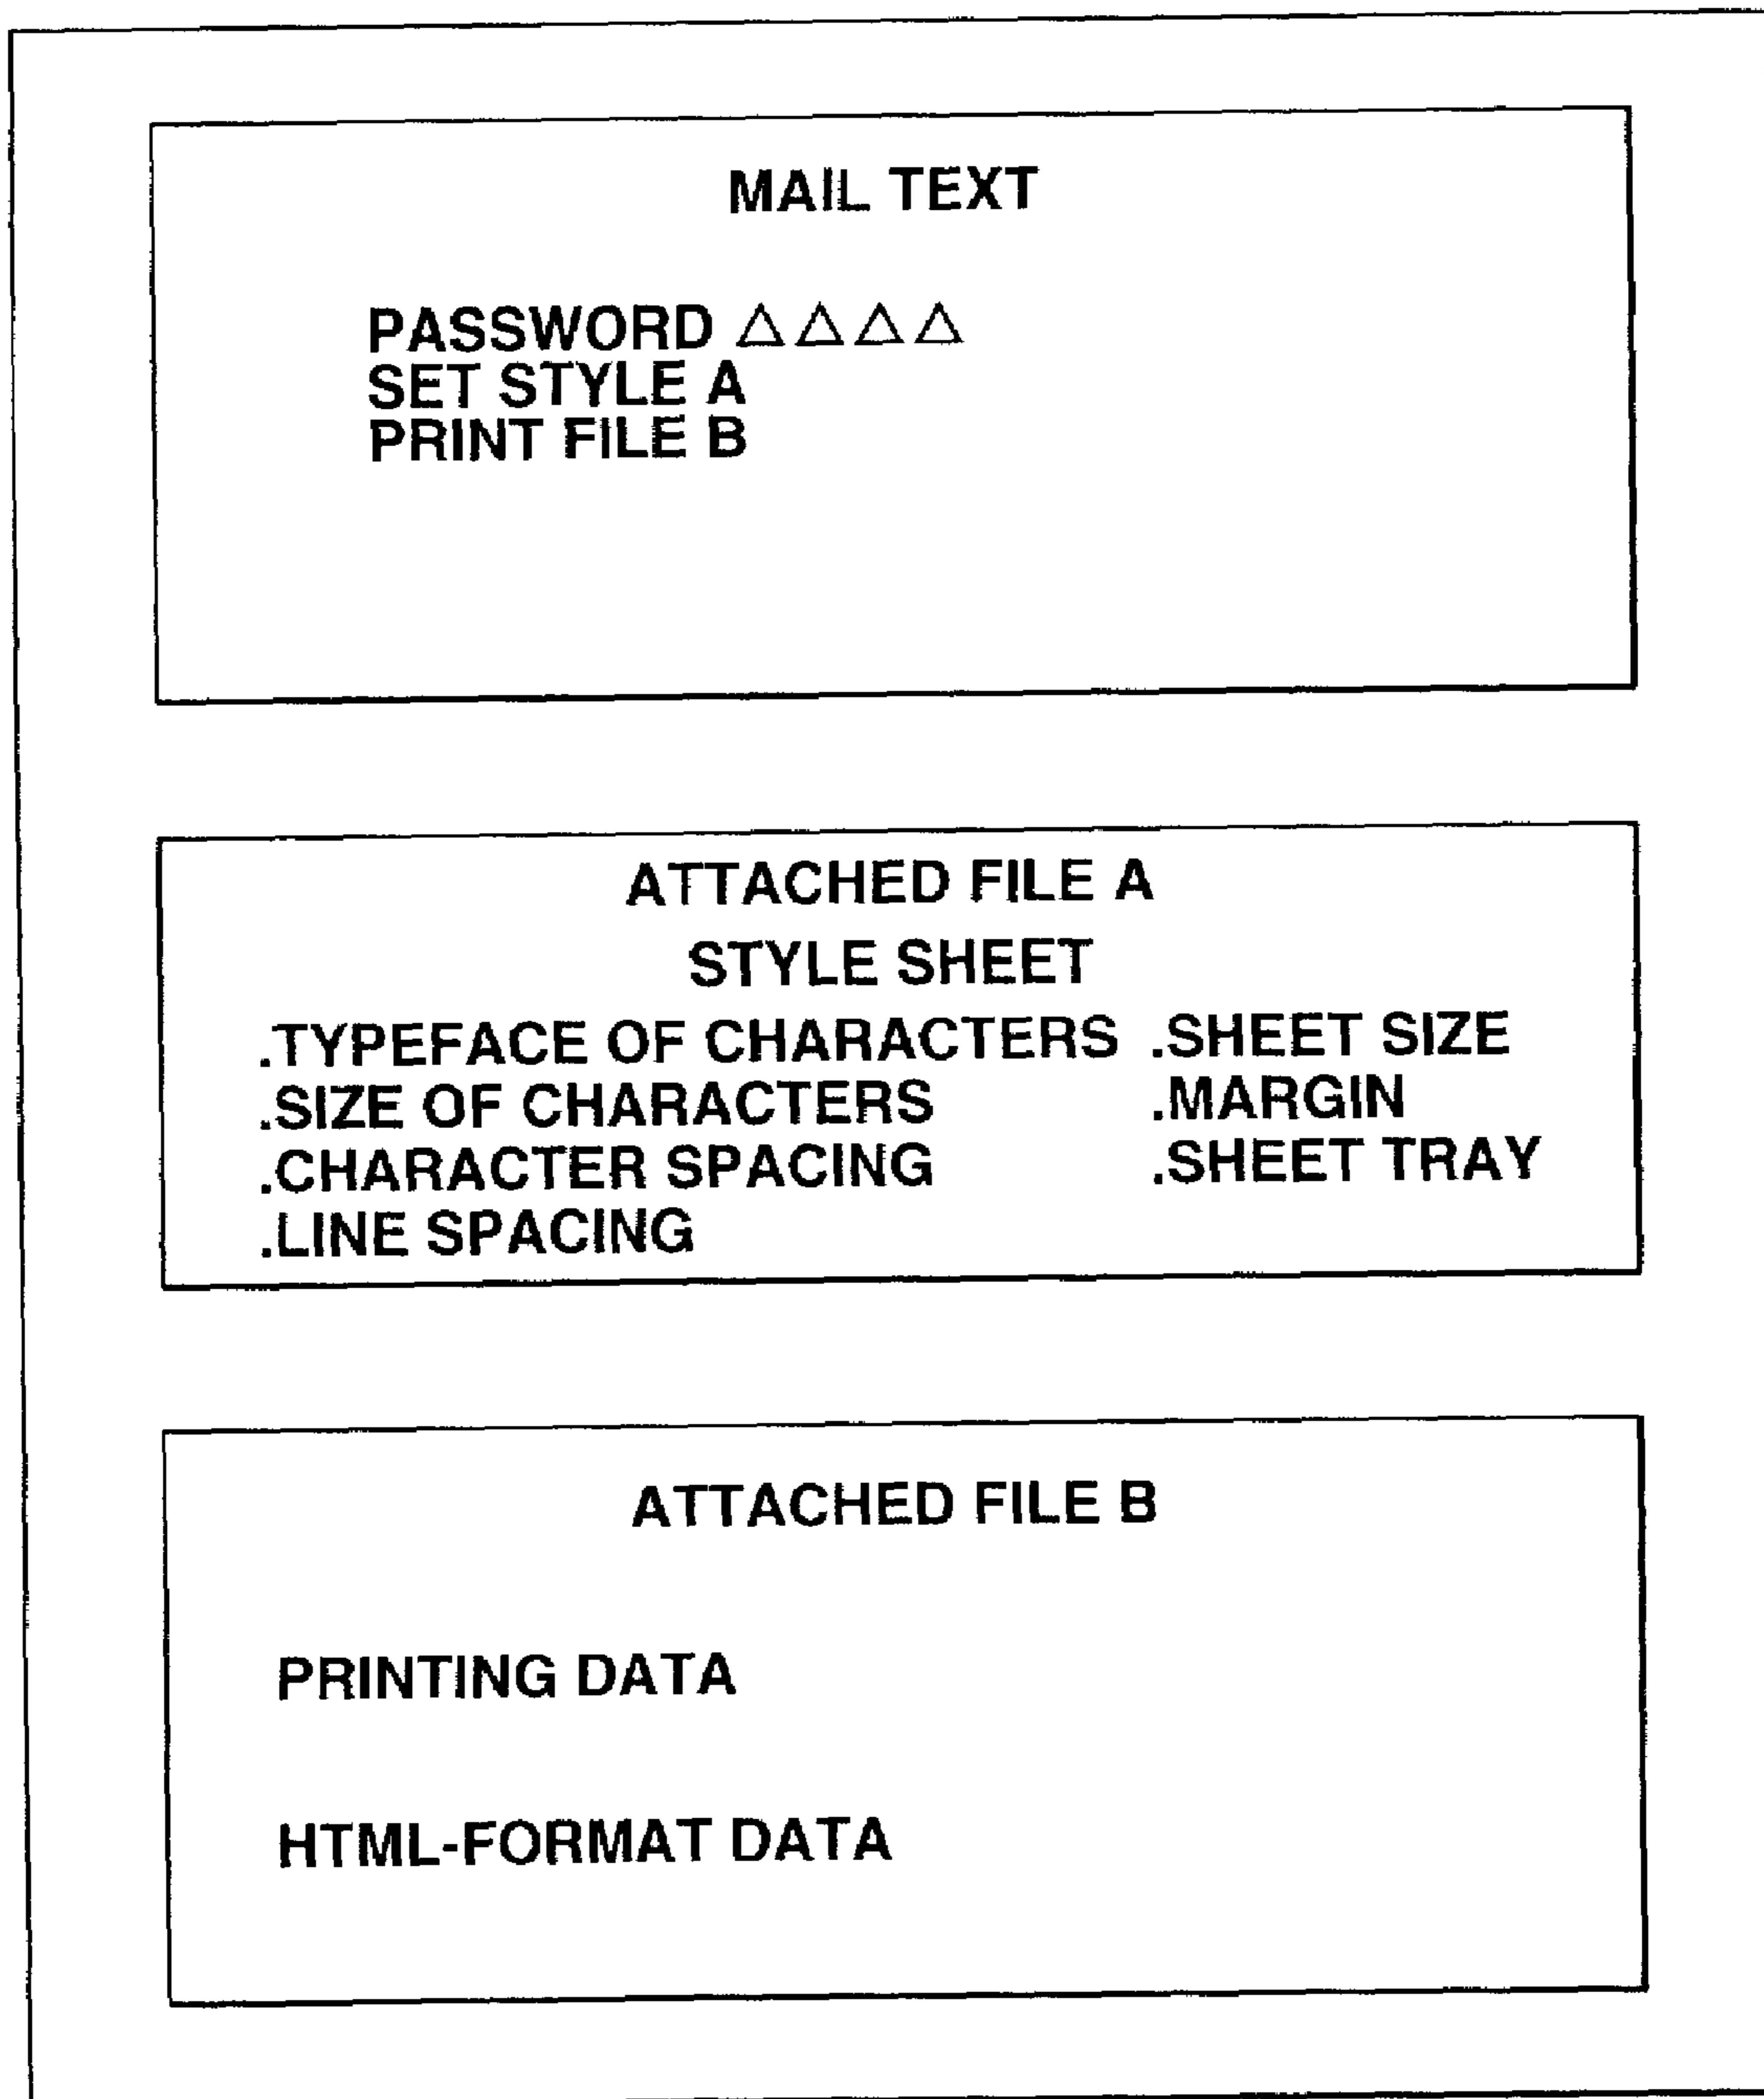 MAIL TEXT
PASSWORD △△△△
SET STYLE A
PRINT FILE B
ATTACHED FILE A
STYLE SHEET
.TYPEFACE OF CHARACTERS .SHEET SIZE
.SIZE OF CHARACTERS .MARGIN
.CHARACTER SPACING .SHEET TRAY
.LINE SPACING
ATTACHED FILE B
PRINTING DATA
HTML-FORMAT DATA